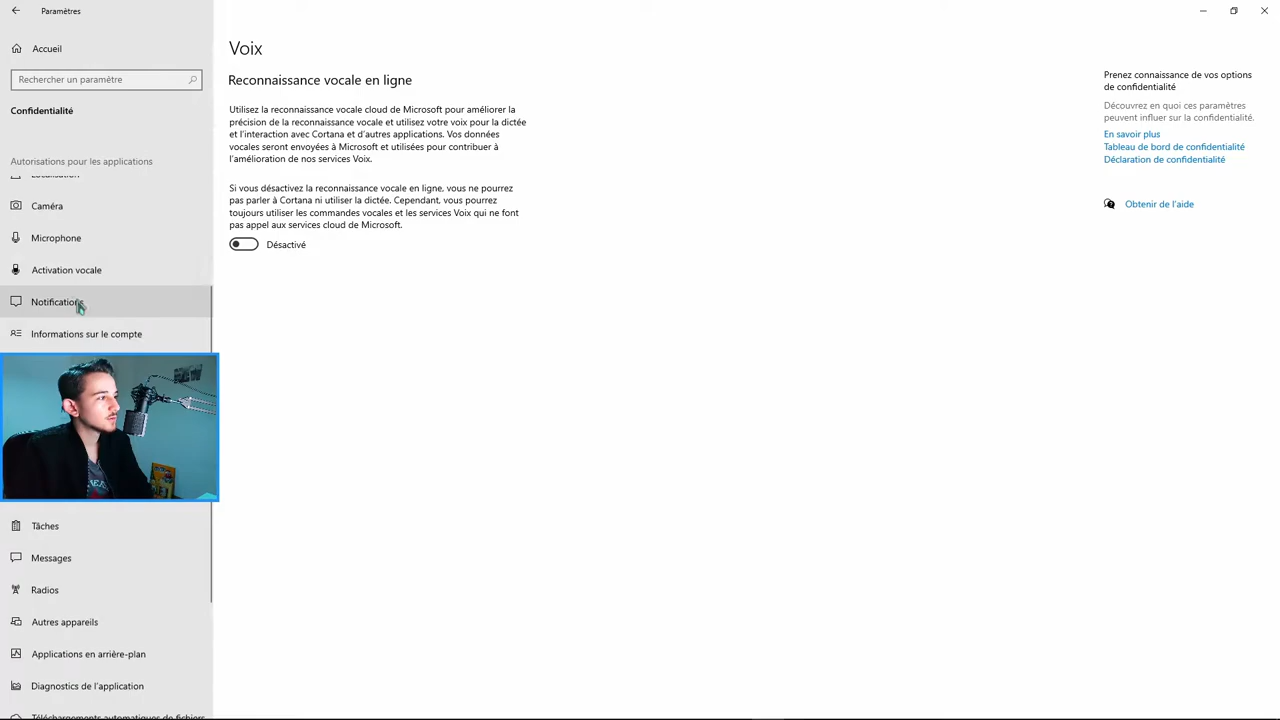 Paramètres
Accueil
Rechercher un paramètre
Confidentialité
Autorisations pour les applications
Localisation
Caméra
Microphone
Activation vocale
Notifications
Informations sur le compte
Tâches
Messages
Radios
Autres appareils
Applications en arrière-plan
Diagnostics de l'application
Téléchargements automatiques de fichiers
Voix
Reconnaissance vocale en ligne
Utilisez la reconnaissance vocale cloud de Microsoft pour améliorer la
précision de la reconnaissance vocale et utilisez votre voix pour la dictée
et l'interaction avec Cortana et d'autres applications. Vos données
vocales seront envoyées à Microsoft et utilisées pour contribuer à
l'amélioration de nos services Voix.
Si vous désactivez la reconnaissance vocale en ligne, vous ne pourrez
pas parler à Cortana ni utiliser la dictée. Cependant, vous pourrez
toujours utiliser les commandes vocales et les services Voix qui ne font
pas appel aux services cloud de Microsoft.
Désactivé
Prenez connaissance de vos options
de confidentialité
Découvrez en quoi ces paramètres
peuvent influer sur la confidentialité.
En savoir plus
Tableau de bord de confidentialité
Déclaration de confidentialité
Obtenir de l'aide